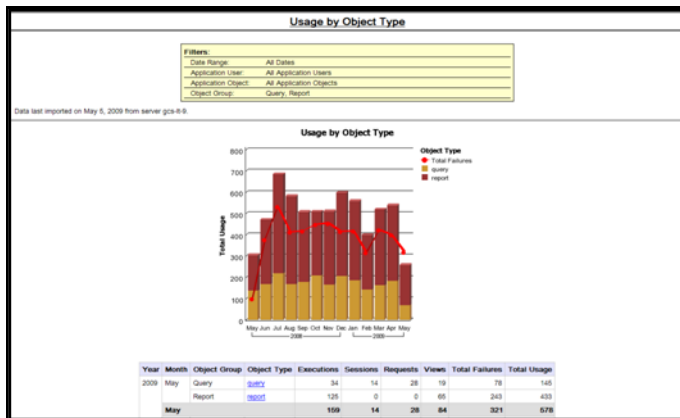 Usage by Object Type
Filters:
Date Range: All Dates
Application User: All Application Users
Application Object: All Application Objects
Object Group: Query, Report
Data last imported on May 5, 2009 from server gcs-lt-9.
Usage by Object Type
Object Type
Total Failures
query
report
Total Usage
800
700
600
500
400
300
200
100
0
May Jun Jul Aug Sep Oct Nov Dec Jan Feb Mar Apr May
2008 2009
Year Month Object Group Object Type Executions Sessions Requests Views Total Failures Total Usage
2009 May Query query 34 14 28 19 78 145
Report report 125 0 0 65 243 433
May 159 14 28 84 321 578